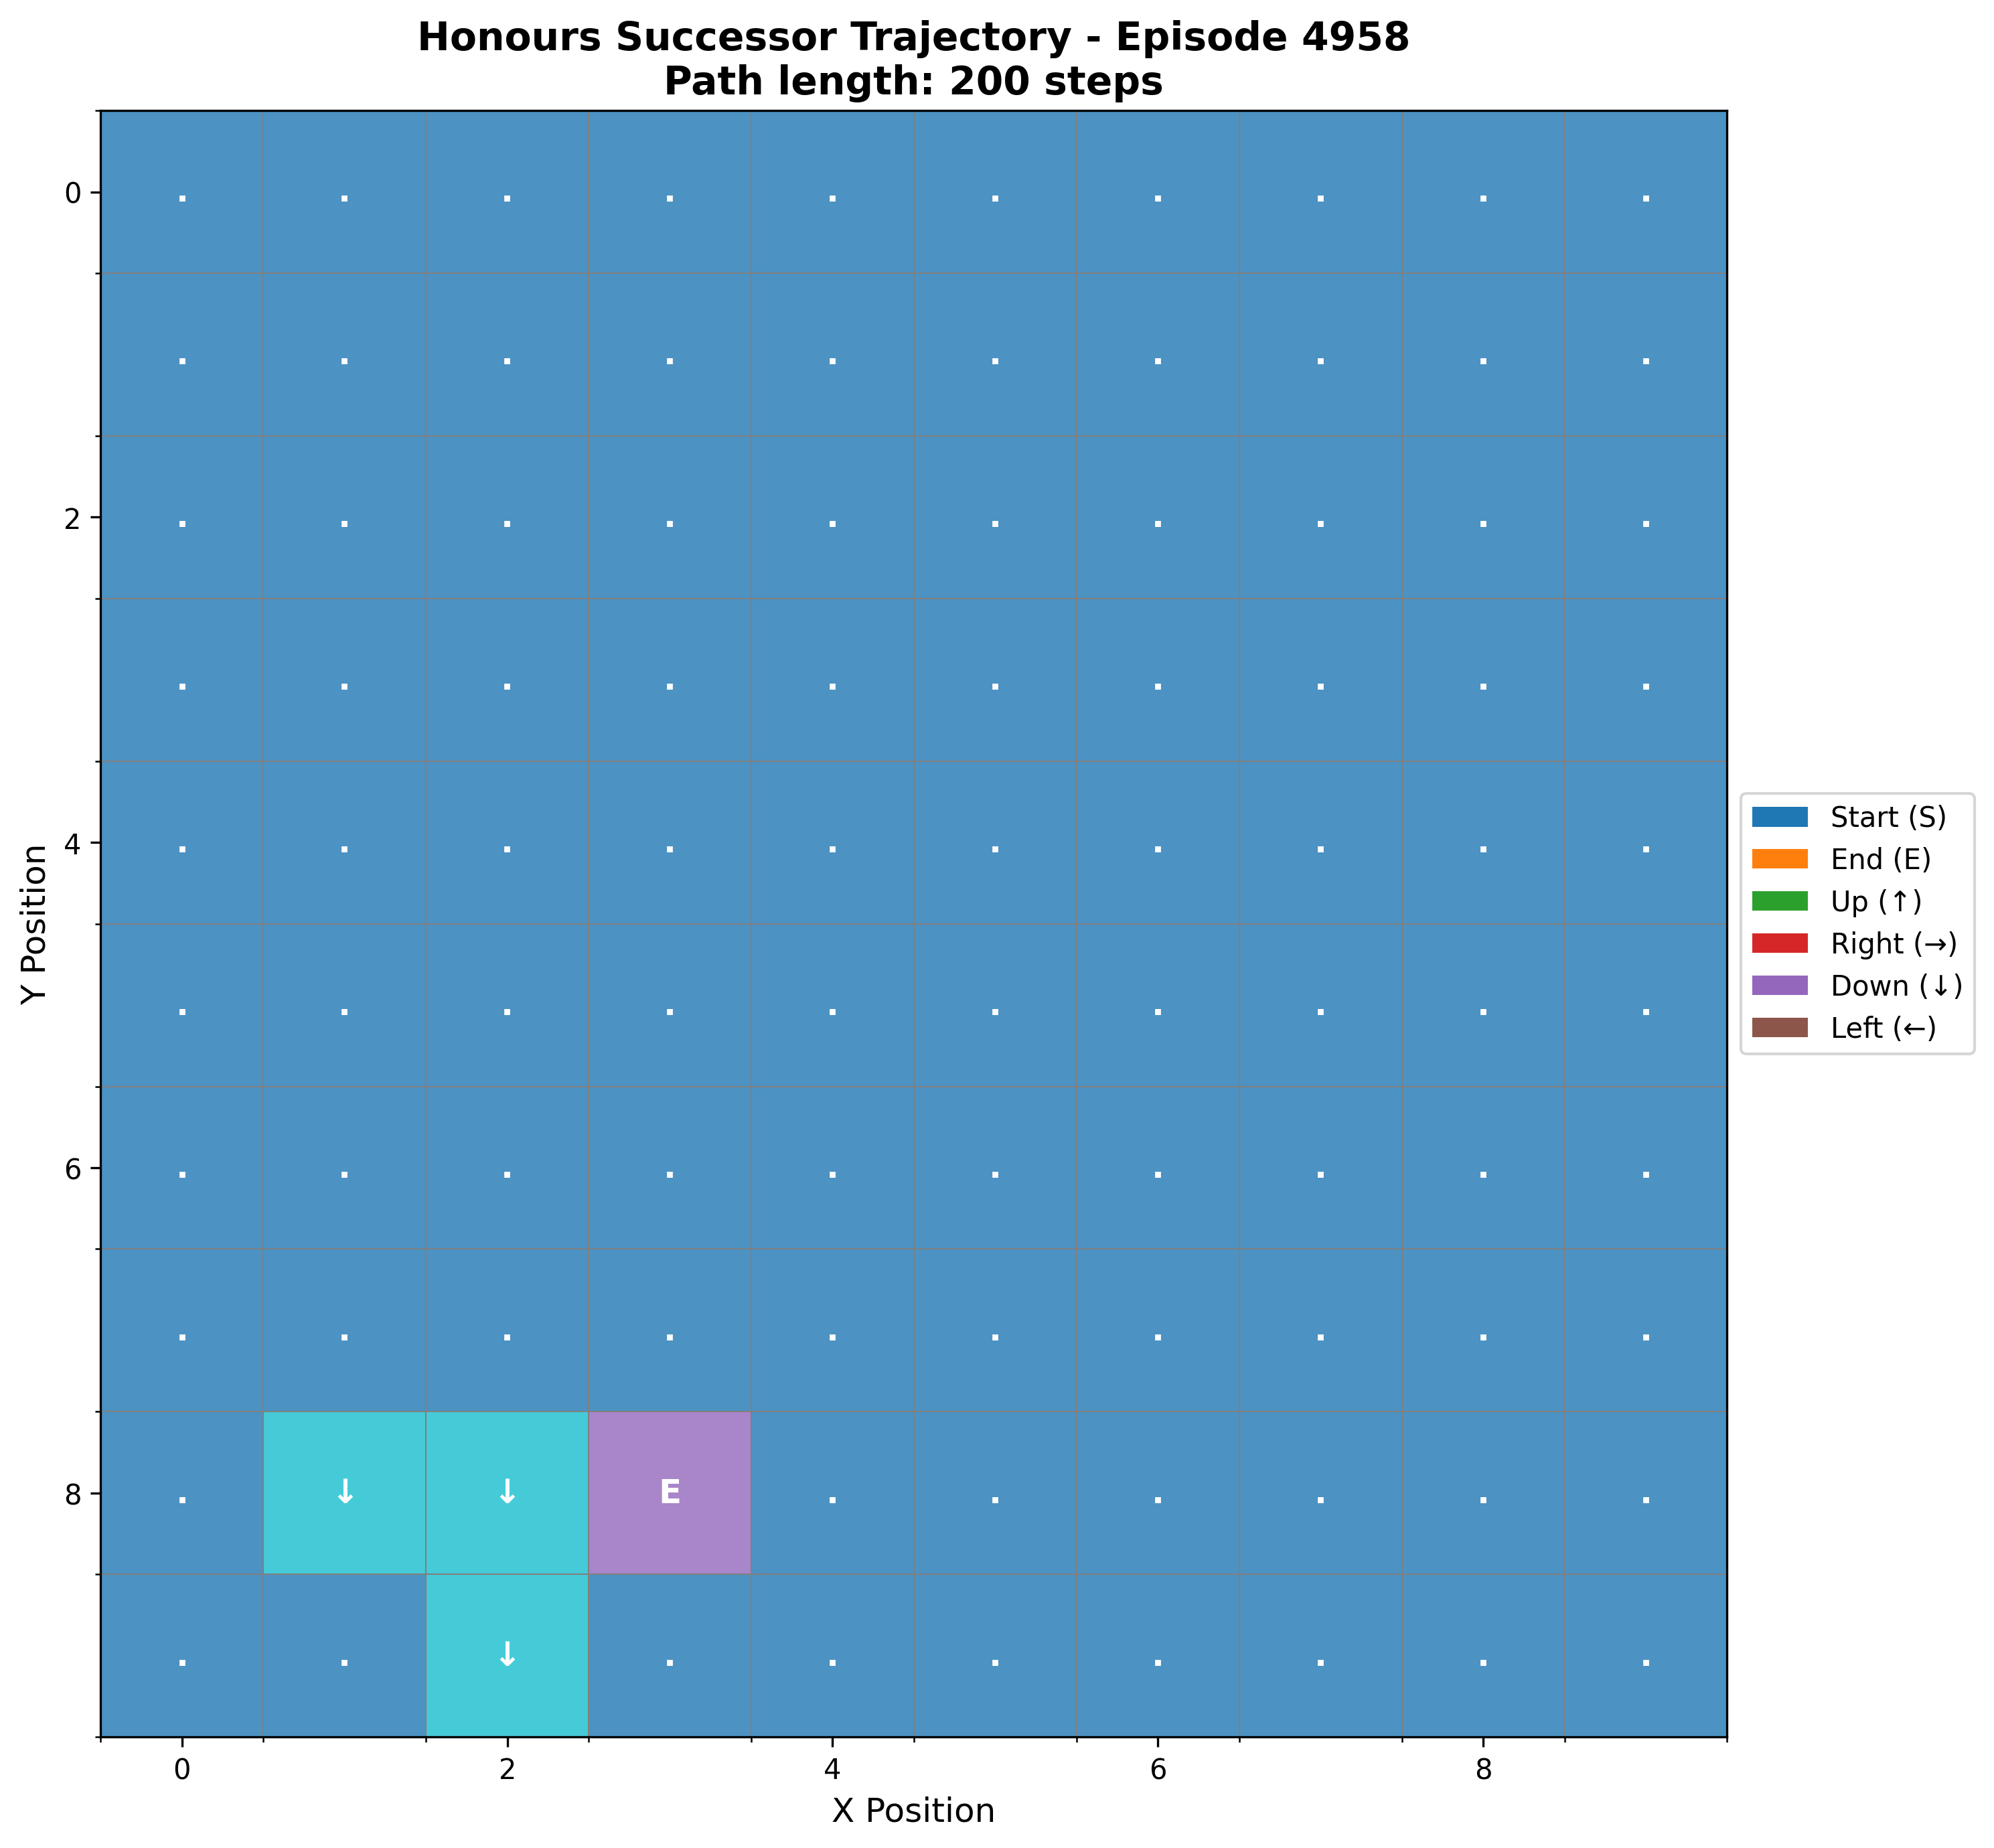 Honours Successor Trajectory - Episode 4958
Path length: 200 steps
0
2
4
6
8
Y Position
↓ ↓ E
↓
0 2 4 6 8
X Position
Start (S)
End (E)
Up (↑)
Right (→)
Down (↓)
Left (←)